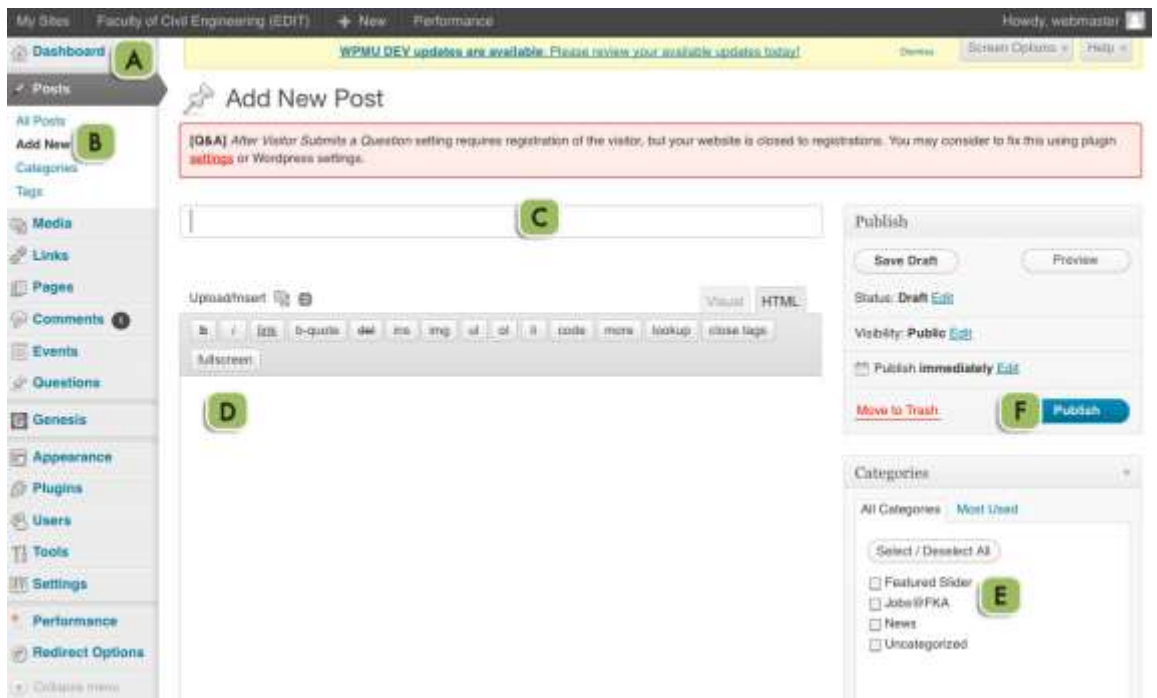 My Sites Faculty of Civil Engineering (EDIT) + New Performance Howdy, webmaster
Dashboard A
WPMU DEV updates are available. Please review your available updates today! Dismiss Screen Options Help
Posts
All Posts
Add New B
Categories
Tags
Media
Links
Pages
Comments
Events
Questions
Genesis
Appearance
Plugins
Users
Tools
Settings
Performance
Redirect Options
Collapse menu
Add New Post
[Q&A] After Visitor Submits a Question setting requires registration of the visitor, but your website is closed to registrations. You may consider to fix this using plugin
settings or Wordpress settings.
C
Upload/Insert Visual HTML
b i link b-quote del ins img ul ol li code more lookup close tags
fullscreen
D
Publish
Save Draft Preview
Status: Draft Edit
Visibility: Public Edit
Publish immediately Edit
Move to Trash F Publish
Categories
All Categories Most Used
Select / Deselect All
Featured Slider
E
Jobs@FKA
News
Uncategorized